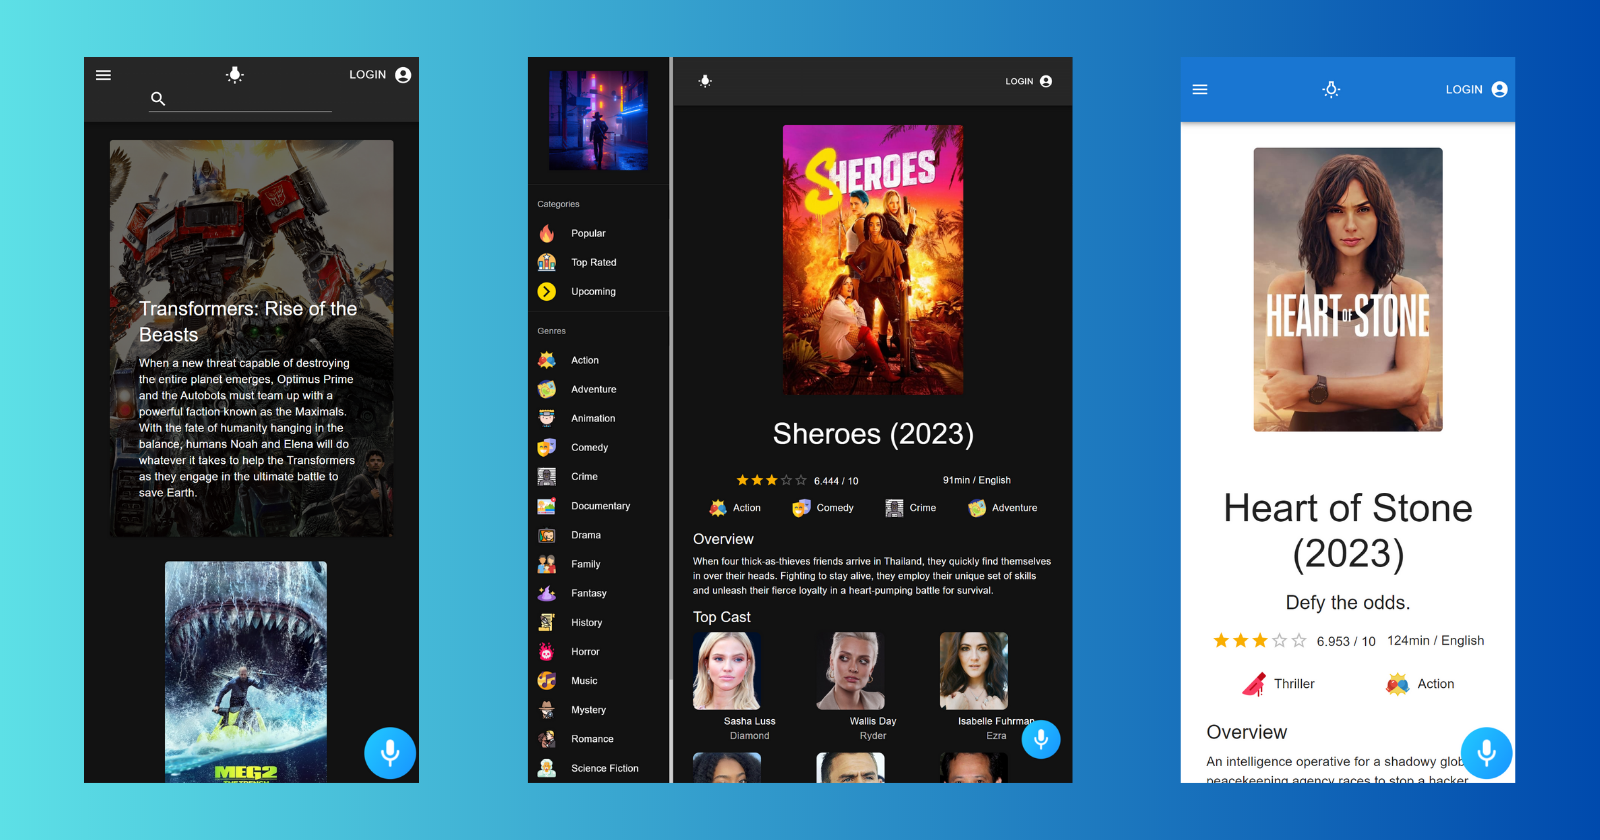 LOGIN
Transformers: Rise of the
Beasts
When a new threat capable of destroying
the entire planet emerges, Optimus Prime
and the Autobots must team up with a
powerful faction known as the Maximals.
With the fate of humanity hanging in the
balance, humans Noah and Elena will do
whatever it takes to help the Transformers
as they engage in the ultimate battle to
save Earth.
MEG2
THE TRENCH
Categories
Popular
Top Rated
Upcoming
Genres
Action
Adventure
Animation
Comedy
Crime
Documentary
Drama
Family
Fantasy
History
Horror
Music
Mystery
Romance
Science Fiction
LOGIN
SHEROES
Sheroes (2023)
6.444 / 10
91min / English
Action
Comedy
Crime
Adventure
Overview
When four thick-as-thieves friends arrive in Thailand, they quickly find themselves
in over their heads. Fighting to stay alive, they employ their unique set of skills
and unleash their fierce loyalty in a heart-pumping battle for survival.
Top Cast
Sasha Luss
Diamond
Wallis Day
Ryder
Isabelle Fuhrman
Ezra
LOGIN
HEART OF STONE
Heart of Stone
(2023)
Defy the odds.
6.953 / 10
124min / English
Thriller
Action
Overview
An intelligence operative for a shadowy glob
peacekeeping agency races to stop a hacker